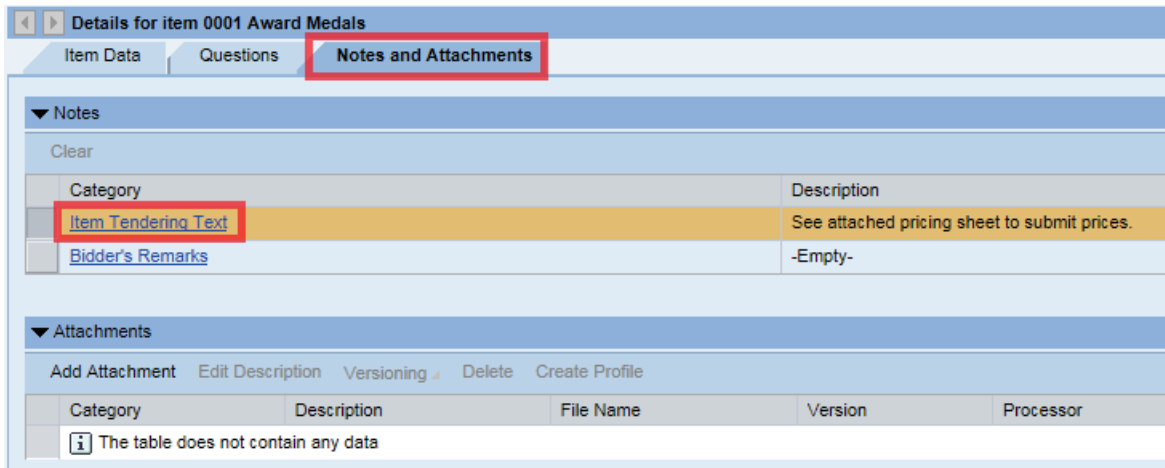 Details for item 0001 Award Medals
Item Data Questions Notes and Attachments
Notes
Clear
Category Description
Item Tendering Text See attached pricing sheet to submit prices.
Bidder's Remarks -Empty-
Attachments
Add Attachment Edit Description Versioning Delete Create Profile
Category Description File Name Version Processor
i The table does not contain any data